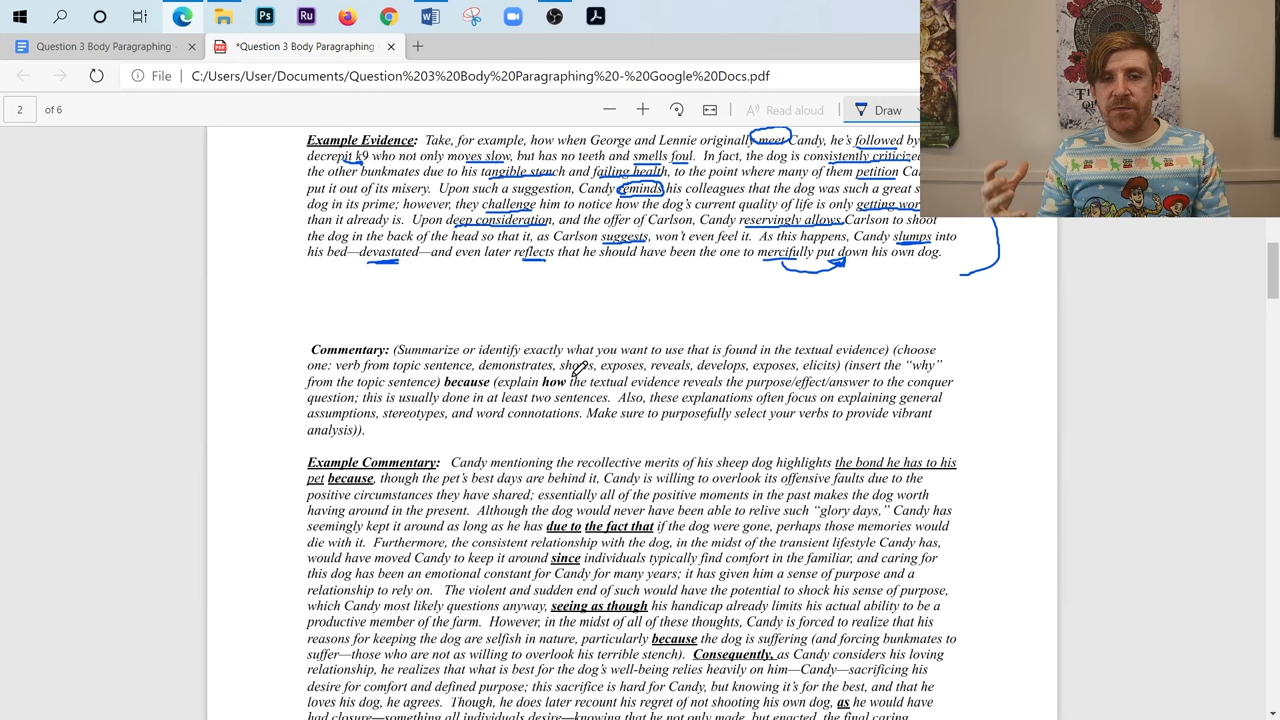 Question 3 Body Paragraphing
*Question 3 Body Paragraphing
File
C:/Users/User/Documents/Question%203%20Body%20Paragraphing%20-%20Google%20Docs.pdf
2
of 6
Read aloud
Draw
Example Evidence: Take, for example, how when George and Lennie originally meet Candy, he's followed by
decrepit k9 who not only moves slow, but has no teeth and smells foul. In fact, the dog is consistently criticized
the other bunkmates due to his tangible stench and failing health, to the point where many of them petition
put it out of its misery. Upon such a suggestion, Candy reminds his colleagues that the dog was such a great
dog in its prime; however, they challenge him to notice how the dog's current quality of life is only getting
than it already is. Upon deep consideration, and the offer of Carlson, Candy reservingly allows Carlson to shoot
the dog in the back of the head so that it, as Carlson suggests, won't even feel it. As this happens, Candy slumps into
his bed—devastated—and even later reflects that he should have been the one to mercifully put down his own dog.
Commentary: (Summarize or identify exactly what you want to use that is found in the textual evidence) (choose
one: verb from topic sentence, demonstrates, shows, exposes, reveals, develops, exposes, elicits) (insert the "why"
from the topic sentence) because (explain how the textual evidence reveals the purpose/effect/answer to the conquer
question; this is usually done in at least two sentences. Also, these explanations often focus on explaining general
assumptions, stereotypes, and word connotations. Make sure to purposefully select your verbs to provide vibrant
analysis)).
Example Commentary: Candy mentioning the recollective merits of his sheep dog highlights the bond he has to his
pet because, though the pet's best days are behind it, Candy is willing to overlook its offensive faults due to the
positive circumstances they have shared; essentially all of the positive moments in the past makes the dog worth
having around in the present. Although the dog would never have been able to relive such "glory days," Candy has
seemingly kept it around as long as he has due to the fact that if the dog were gone, perhaps those memories would
die with it. Furthermore, the consistent relationship with the dog, in the midst of the transient lifestyle Candy has,
would have moved Candy to keep it around since individuals typically find comfort in the familiar, and caring for
this dog has been an emotional constant for Candy for many years; it has given him a sense of purpose and a
relationship to rely on. The violent and sudden end of such would have the potential to shock his sense of purpose,
which Candy most likely questions anyway, seeing as though his handicap already limits his actual ability to be a
productive member of the farm. However, in the midst of all of these thoughts, Candy is forced to realize that his
reasons for keeping the dog are selfish in nature, particularly because the dog is suffering (and forcing bunkmates to
suffer—those who are not as willing to overlook his terrible stench). Consequently, as Candy considers his loving
relationship, he realizes that what is best for the dog's well-being relies heavily on him—Candy—sacrificing his
desire for comfort and defined purpose; this sacrifice is hard for Candy, but knowing it's for the best, and that he
loves his dog, he agrees. Though, he does later recount his regret of not shooting his own dog, as he would have
had closure—something all individuals desire—knowing that he not only made, but enacted, the final caring